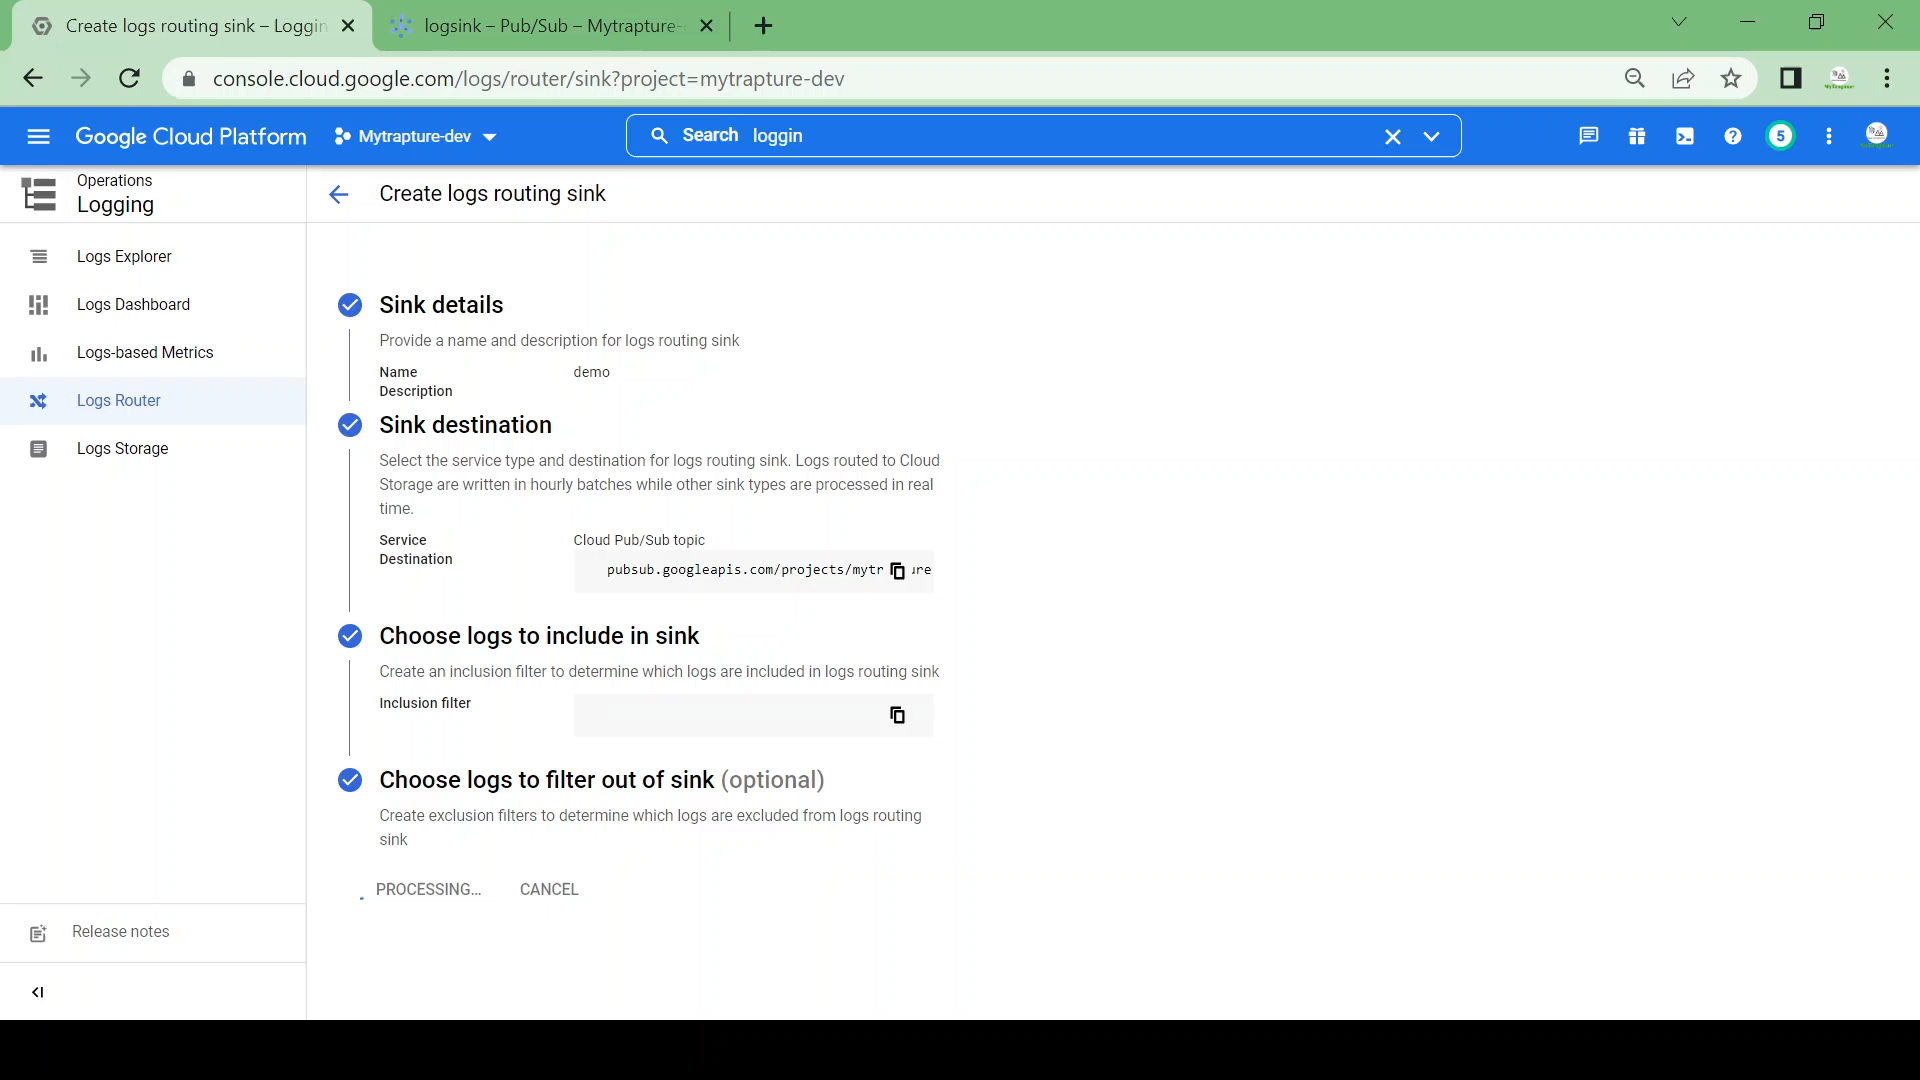 Create logs routing sink – Loggin
logsink – Pub/Sub – Mytrapture-
console.cloud.google.com/logs/router/sink?project=mytrapture-dev
Google Cloud Platform
Mytrapture-dev
Search loggin
5
Operations
Logging
Create logs routing sink
Logs Explorer
Logs Dashboard
Logs-based Metrics
Logs Router
Logs Storage
Release notes
Sink details
Provide a name and description for logs routing sink
Name demo
Description
Sink destination
Select the service type and destination for logs routing sink. Logs routed to Cloud
Storage are written in hourly batches while other sink types are processed in real
time.
Service Cloud Pub/Sub topic
Destination
pubsub.googleapis.com/projects/mytr ure
Choose logs to include in sink
Create an inclusion filter to determine which logs are included in logs routing sink
Inclusion filter
Choose logs to filter out of sink (optional)
Create exclusion filters to determine which logs are excluded from logs routing
sink
PROCESSING... CANCEL